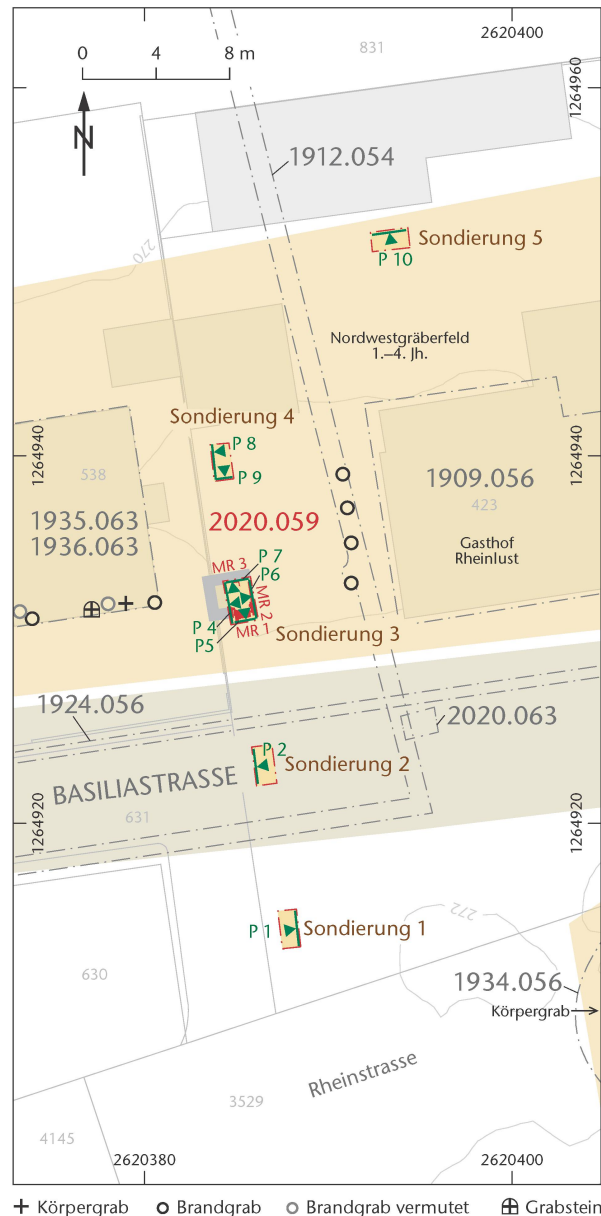 2620400
831
0 4 8 m
1264960
1264960
N
1912.054
270
Sondierung 5
P 10
Nordwestgräberfeld
1.–4. Jh.
Sondierung 4
P 8
P 9
1264940
1264940
538
1935.063
1936.063
2020.059
1909.056
423
Gasthof
Rheinlust
MR 3
P 7
P6
MR 2
P 4
P5
MR 1
Sondierung 3
1924.056
2020.063
P 2
Sondierung 2
BASILIASTRASSE
631
1264920
1264920
272
P 1
Sondierung 1
630
1934.056
Körpergrab
Rheinstrasse
3529
4145
2620380
2620400
Körpergrab
Brandgrab
Brandgrab vermutet
Grabstein